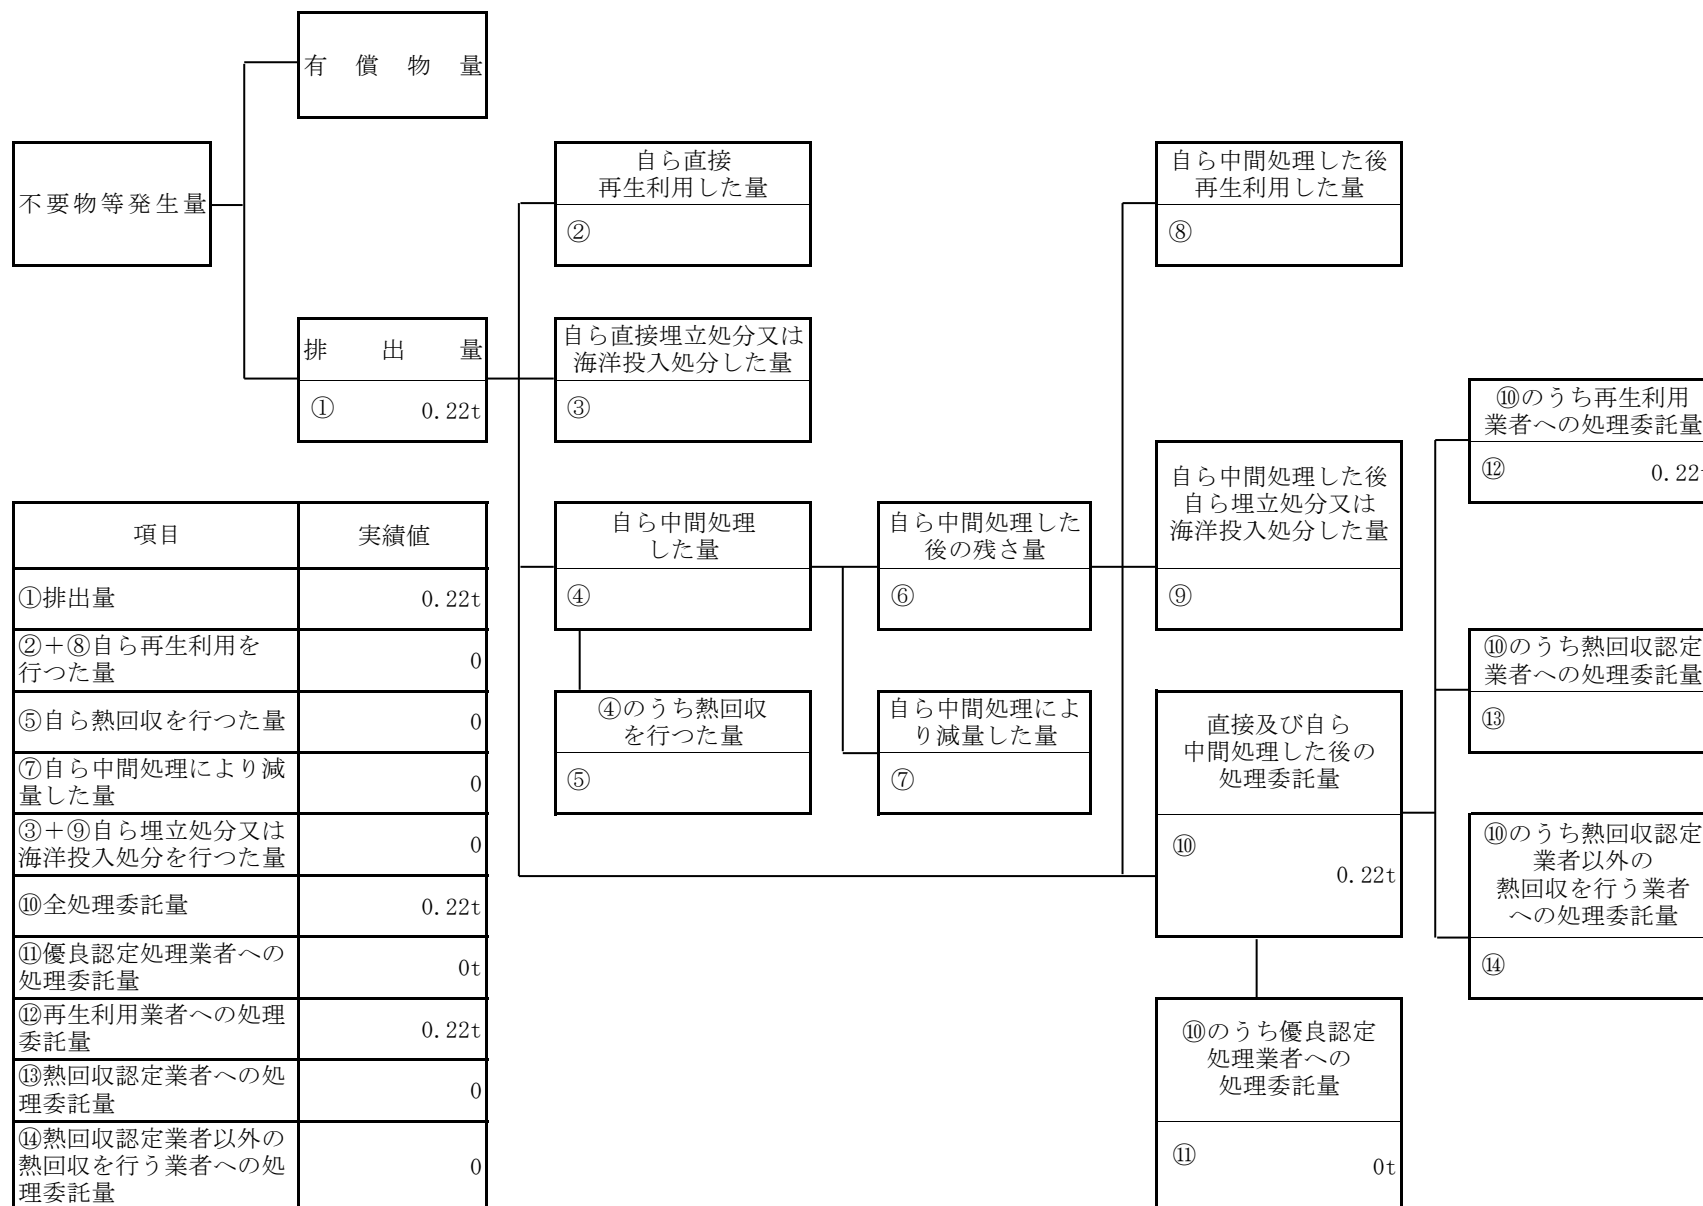 有償物量
不要物等発生量
自ら直接
再生利用した量
②
自ら中間処理した後
再生利用した量
⑧
排出量
① 0.22t
自ら直接埋立処分又は
海洋投入処分した量
③
⑩のうち再生利用
業者への処理委託量
⑫ 0.22t
自ら中間処理
した量
④
自ら中間処理した
後の残さ量
⑥
自ら中間処理した後
自ら埋立処分又は
海洋投入処分した量
⑨
④のうち熱回収
を行つた量
⑤
自ら中間処理によ
り減量した量
⑦
直接及び自ら
中間処理した後の
処理委託量
⑩
0.22t
⑩のうち熱回収認定
業者への処理委託量
⑬
⑩のうち熱回収認定
業者以外の
熱回収を行う業者
への処理委託量
⑭
⑩のうち優良認定
処理業者への
処理委託量
⑪ 0t
項目 実績値
①排出量 0.22t
②＋⑧自ら再生利用を
行つた量 0
⑤自ら熱回収を行つた量 0
⑦自ら中間処理により減
量した量 0
③＋⑨自ら埋立処分又は
海洋投入処分を行つた量 0
⑩全処理委託量 0.22t
⑪優良認定処理業者への
処理委託量 0t
⑫再生利用業者への処理
委託量 0.22t
⑬熱回収認定業者への処
理委託量 0
⑭熱回収認定業者以外の
熱回収を行う業者への処
理委託量 0